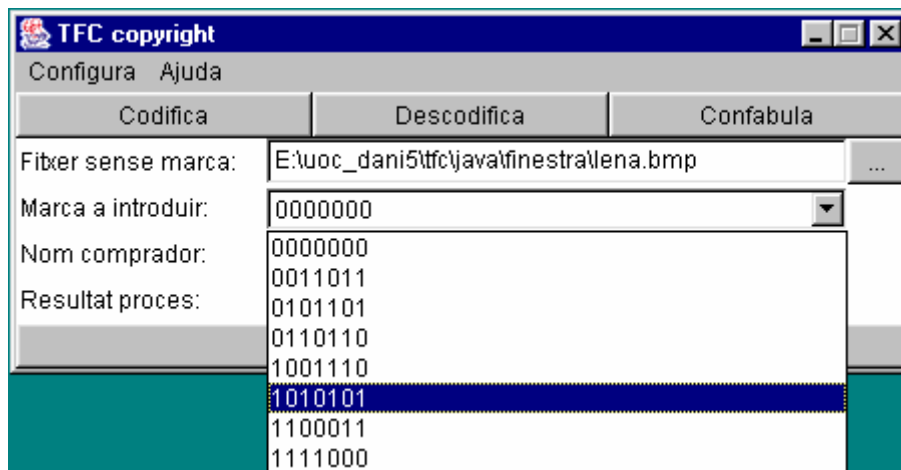 TFC copyright
Configura Ajuda
Codifica Descodifica Confabula
Fitxer sense marca: E:\uoc_dani5\tfc\java\finestra\lena.bmp ...
Marca a introduir: 0000000
Nom comprador:
Resultat proces:
0000000
0011011
0101101
0110110
1001110
1010101
1100011
1111000